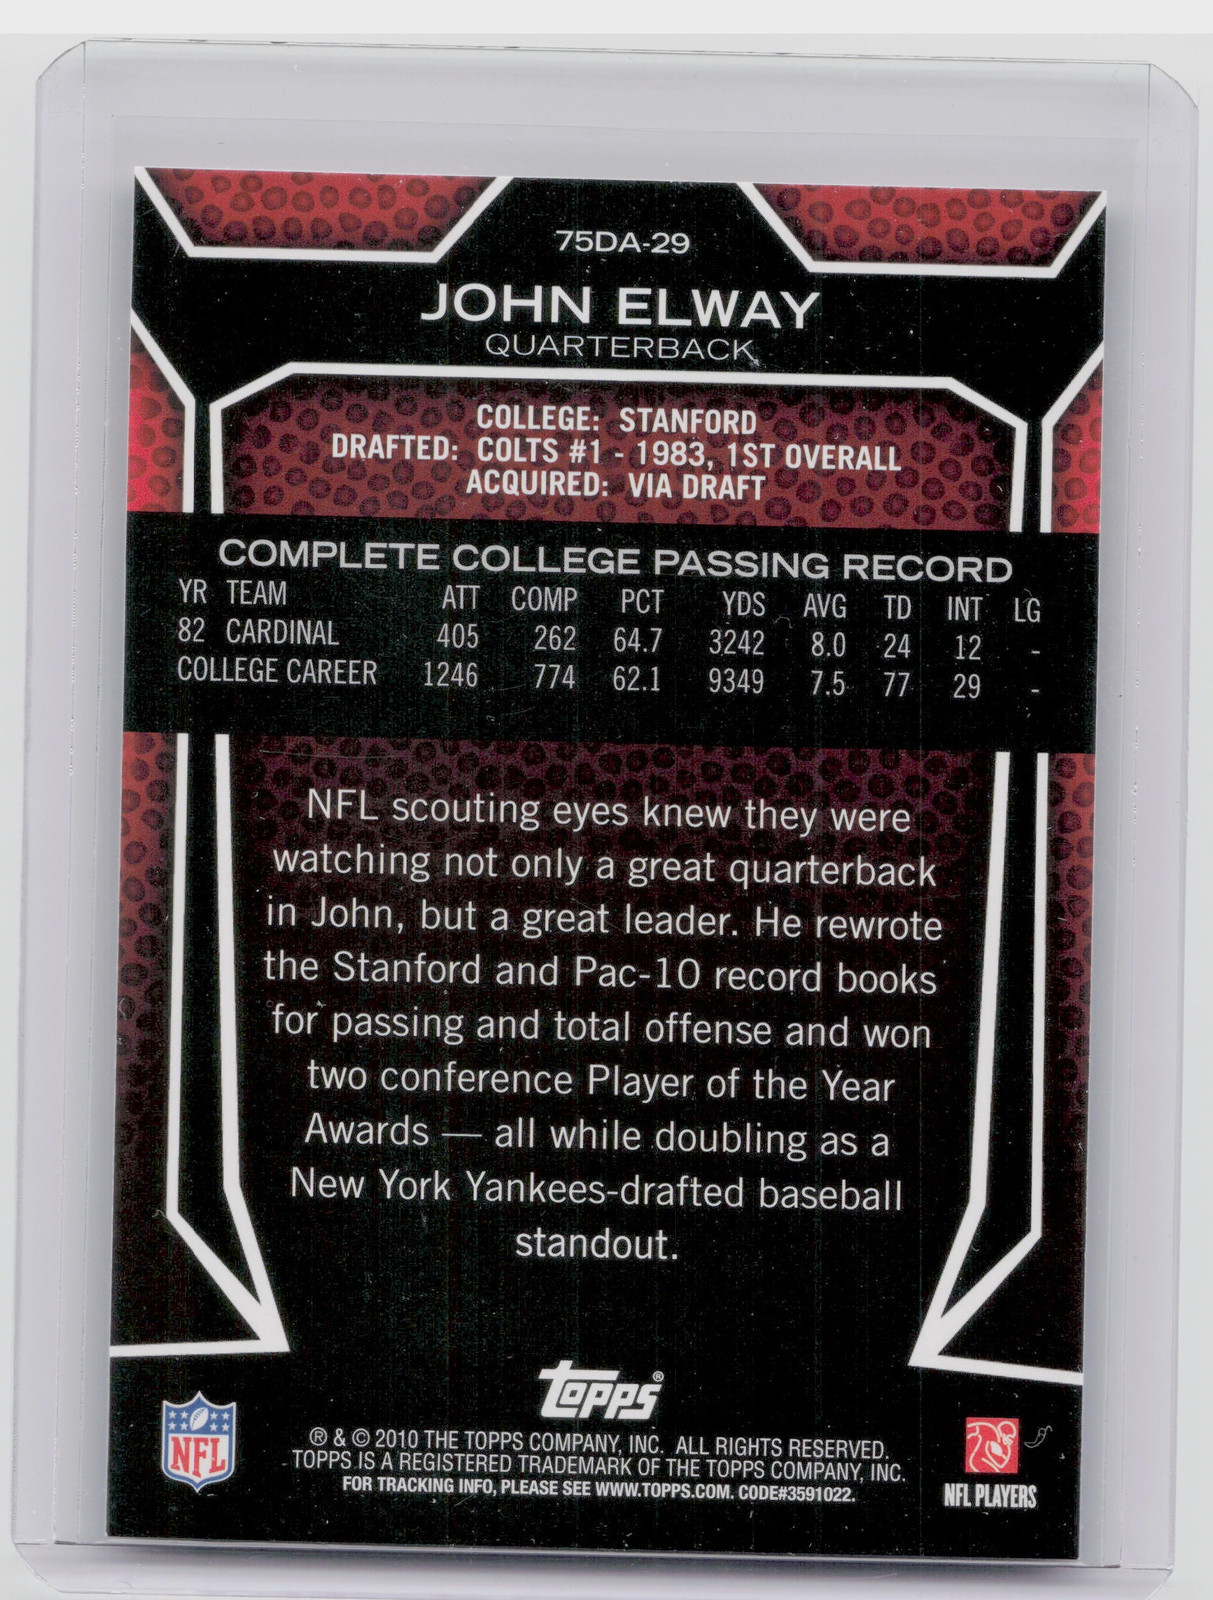 75DA-29
JOHN ELWAY
QUARTERBACK
COLLEGE: STANFORD
DRAFTED: COLTS #1 - 1983, 1ST OVERALL
ACQUIRED: VIA DRAFT
COMPLETE COLLEGE PASSING RECORD
YR TEAM ATT COMP PCT YDS AVG TD INT LG
82 CARDINAL 405 262 64.7 3242 8.0 24 12 -
COLLEGE CAREER 1246 774 62.1 9349 7.5 77 29 -
NFL scouting eyes knew they were
watching not only a great quarterback
in John, but a great leader. He rewrote
the Stanford and Pac-10 record books
for passing and total offense and won
two conference Player of the Year
Awards — all while doubling as a
New York Yankees-drafted baseball
standout.
topps®
NFL
® & © 2010 THE TOPPS COMPANY, INC. ALL RIGHTS RESERVED.
TOPPS IS A REGISTERED TRADEMARK OF THE TOPPS COMPANY, INC.
FOR TRACKING INFO, PLEASE SEE WWW.TOPPS.COM. CODE#3591022.
NFL PLAYERS